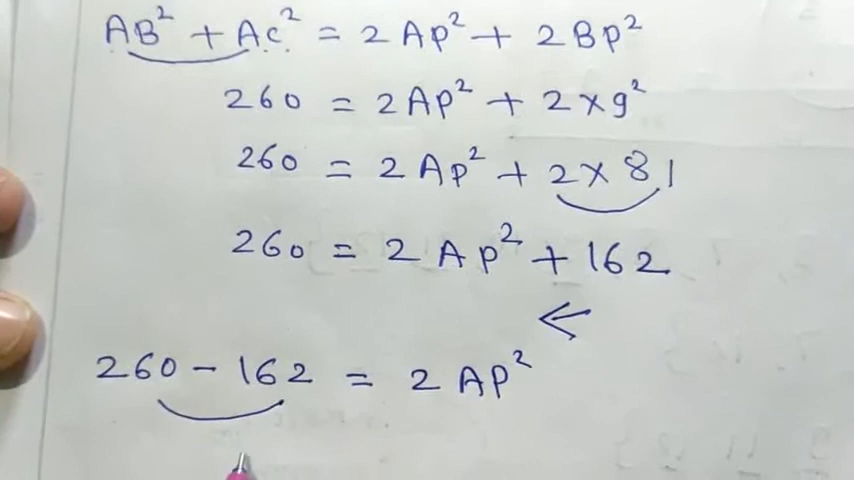 AB² + AC² = 2AP² + 2BP²
260 = 2AP² + 2×9²
260 = 2AP² + 2×81
260 = 2AP² + 162
260 - 162 = 2AP²